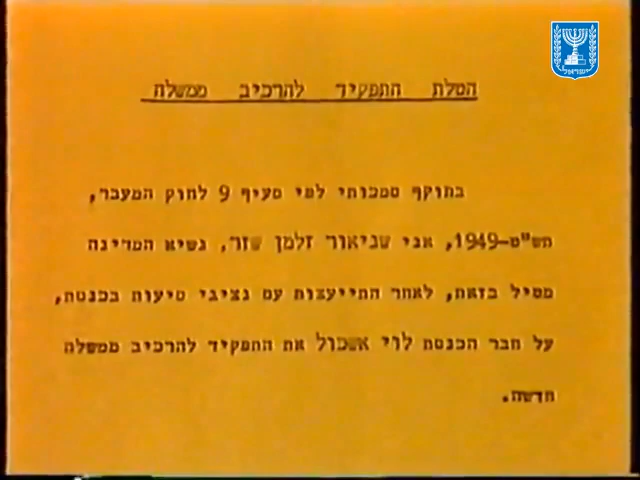 הטלת התפקיד להרכיב ממשלה
בתוקף סמכותי לפי סעיף 9 לחוק המעבר,
תש"ט-1949, אני שניאור זלמן שזר, נשיא המדינה
מטיל בזאת, לאחר התייעצות עם נציגי סיעות בכנסת,
על חבר הכנסת לוי אשכול את התפקיד להרכיב ממשלה
חדשה.
ישראל